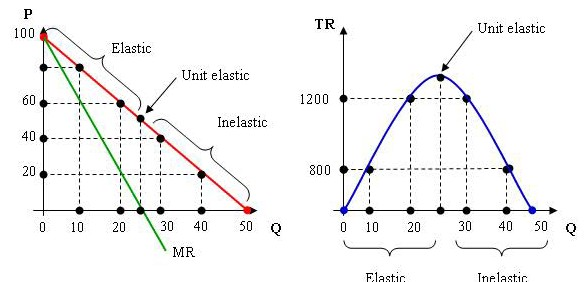 P
100
Elastic
Unit elastic
60
Inelastic
40
20
0 10 20 30 40 50 Q
MR
TR
Unit elastic
1200
800
0 10 20 30 40 50 Q
Elastic Inelastic